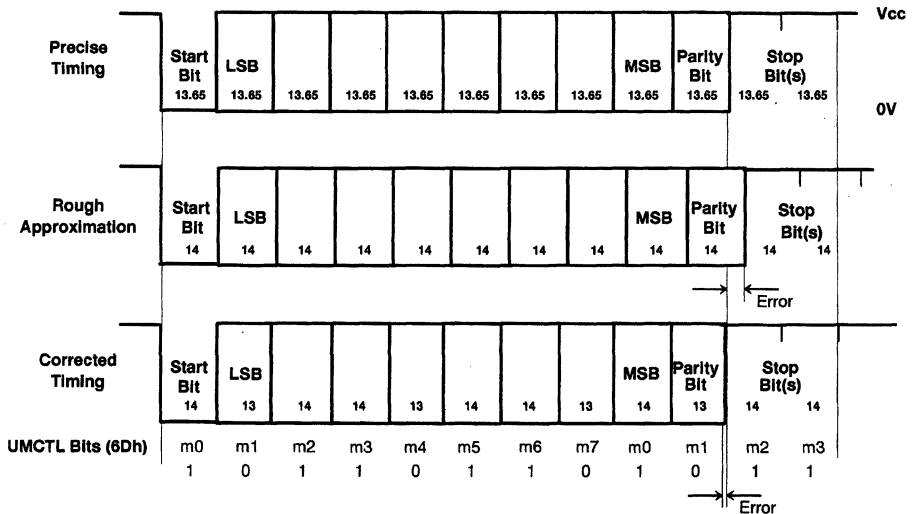 Vcc
Precise
Timing
Start
Bit
LSB
MSB
Parity
Bit
Stop
Bit(s)
13.65 13.65 13.65 13.65 13.65 13.65 13.65 13.65 13.65 13.65 13.65 13.65
0V
Rough
Approximation
Start
Bit
LSB
MSB
Parity
Bit
Stop
Bit(s)
14 14 14 14 14 14 14 14 14 14 14 14
Error
Corrected
Timing
Start
Bit
LSB
MSB
Parity
Bit
Stop
Bit(s)
14 13 14 14 13 14 14 13 14 13 14 14
UMCTL Bits (6Dh) m0 m1 m2 m3 m4 m5 m6 m7 m0 m1 m2 m3
1 0 1 1 0 1 1 0 1 0 1 1
Error